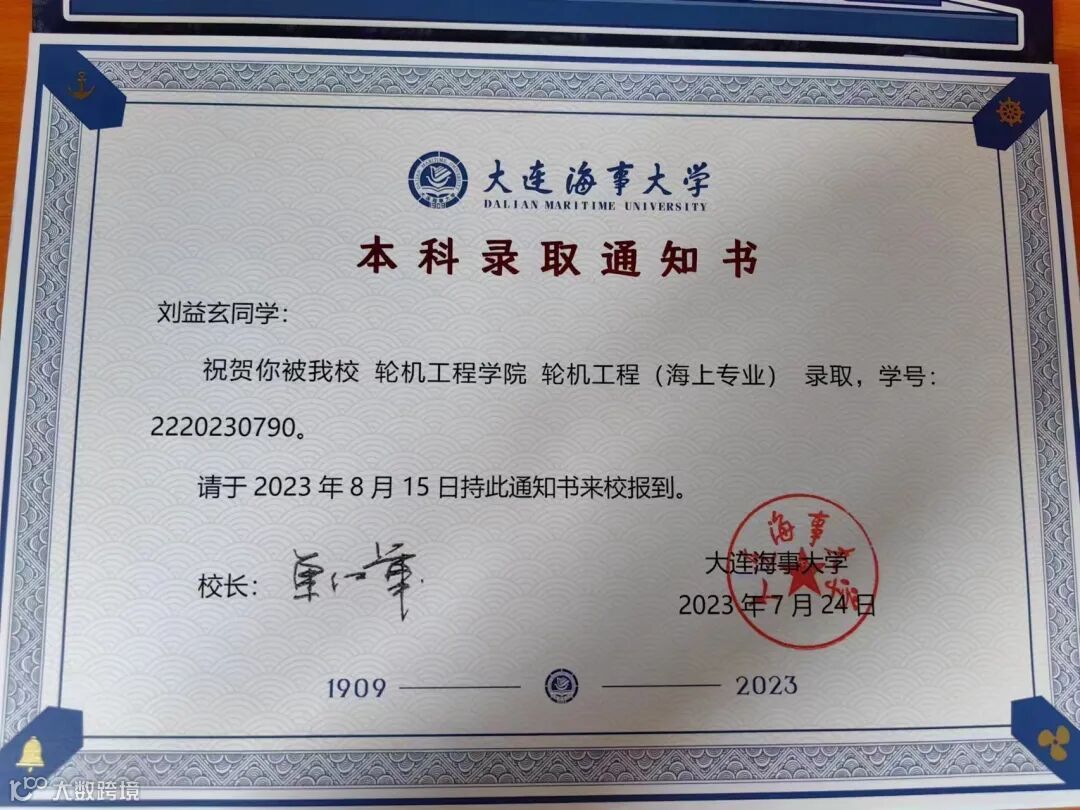 大连海事大学
DALIAN MARITIME UNIVERSITY
本科录取通知书
刘益玄同学：
祝贺你被我校 轮机工程学院 轮机工程（海上专业） 录取，学号：
2220230790。
请于 2023 年 8 月 15 日持此通知书来校报到。
校长：
大连海事大学
2023 年 7 月 24 日
1909
2023
大数跨境